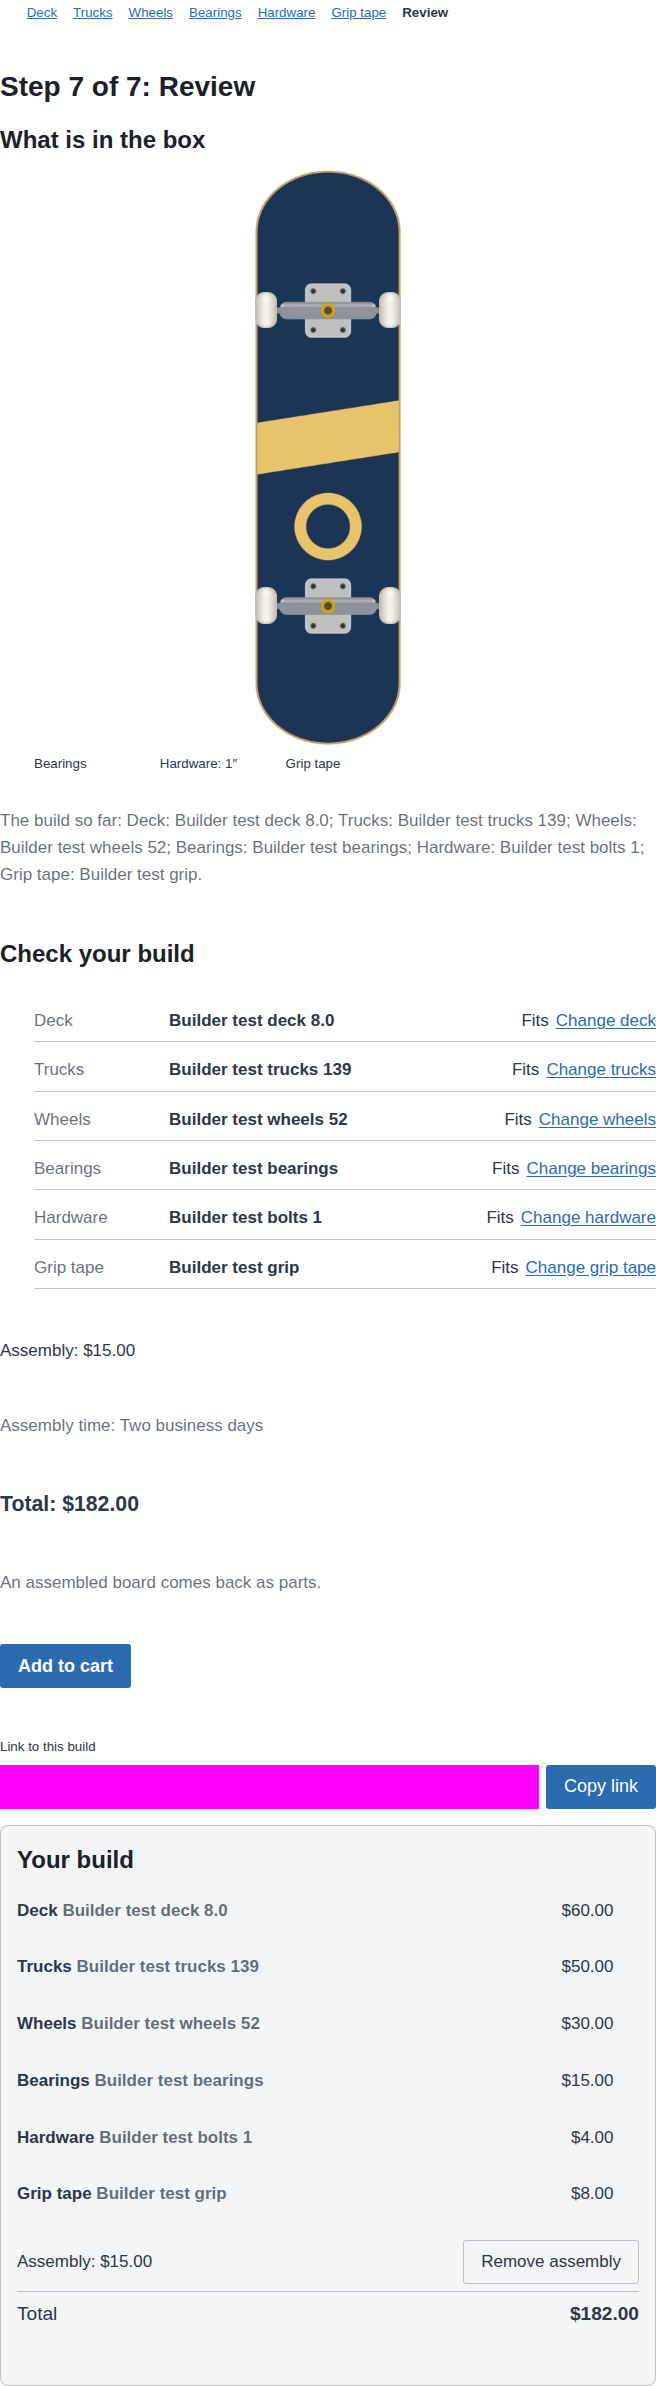 Deck Trucks Wheels Bearings Hardware Grip tape Review
Step 7 of 7: Review
What is in the box
Bearings Hardware: 1″ Grip tape
The build so far: Deck: Builder test deck 8.0; Trucks: Builder test trucks 139; Wheels:
Builder test wheels 52; Bearings: Builder test bearings; Hardware: Builder test bolts 1;
Grip tape: Builder test grip.
Check your build
Deck Builder test deck 8.0 Fits Change deck
Trucks Builder test trucks 139 Fits Change trucks
Wheels Builder test wheels 52 Fits Change wheels
Bearings Builder test bearings Fits Change bearings
Hardware Builder test bolts 1 Fits Change hardware
Grip tape Builder test grip Fits Change grip tape
Assembly: $15.00
Assembly time: Two business days
Total: $182.00
An assembled board comes back as parts.
Add to cart
Link to this build
Copy link
Your build
Deck Builder test deck 8.0 $60.00
Trucks Builder test trucks 139 $50.00
Wheels Builder test wheels 52 $30.00
Bearings Builder test bearings $15.00
Hardware Builder test bolts 1 $4.00
Grip tape Builder test grip $8.00
Assembly: $15.00 Remove assembly
Total $182.00